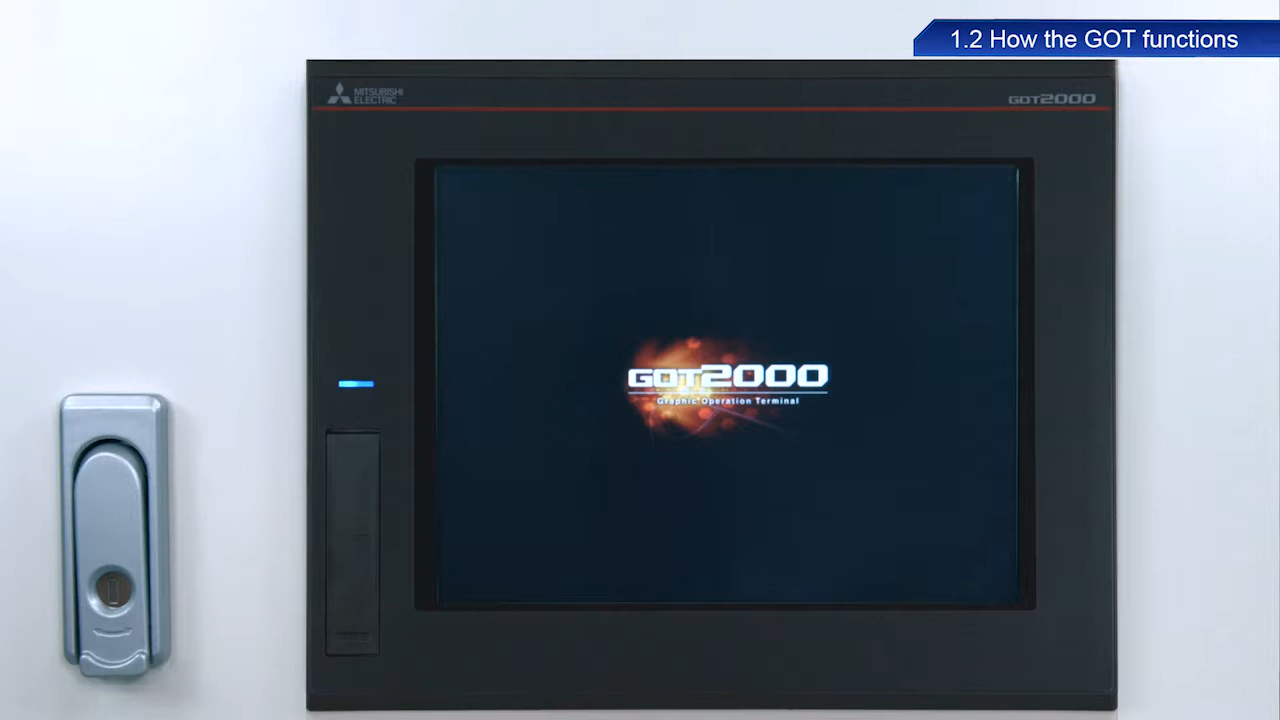 1.2 How the GOT functions
MITSUBISHI
ELECTRIC
GOT2000
GOT2000
Graphic Operation Terminal